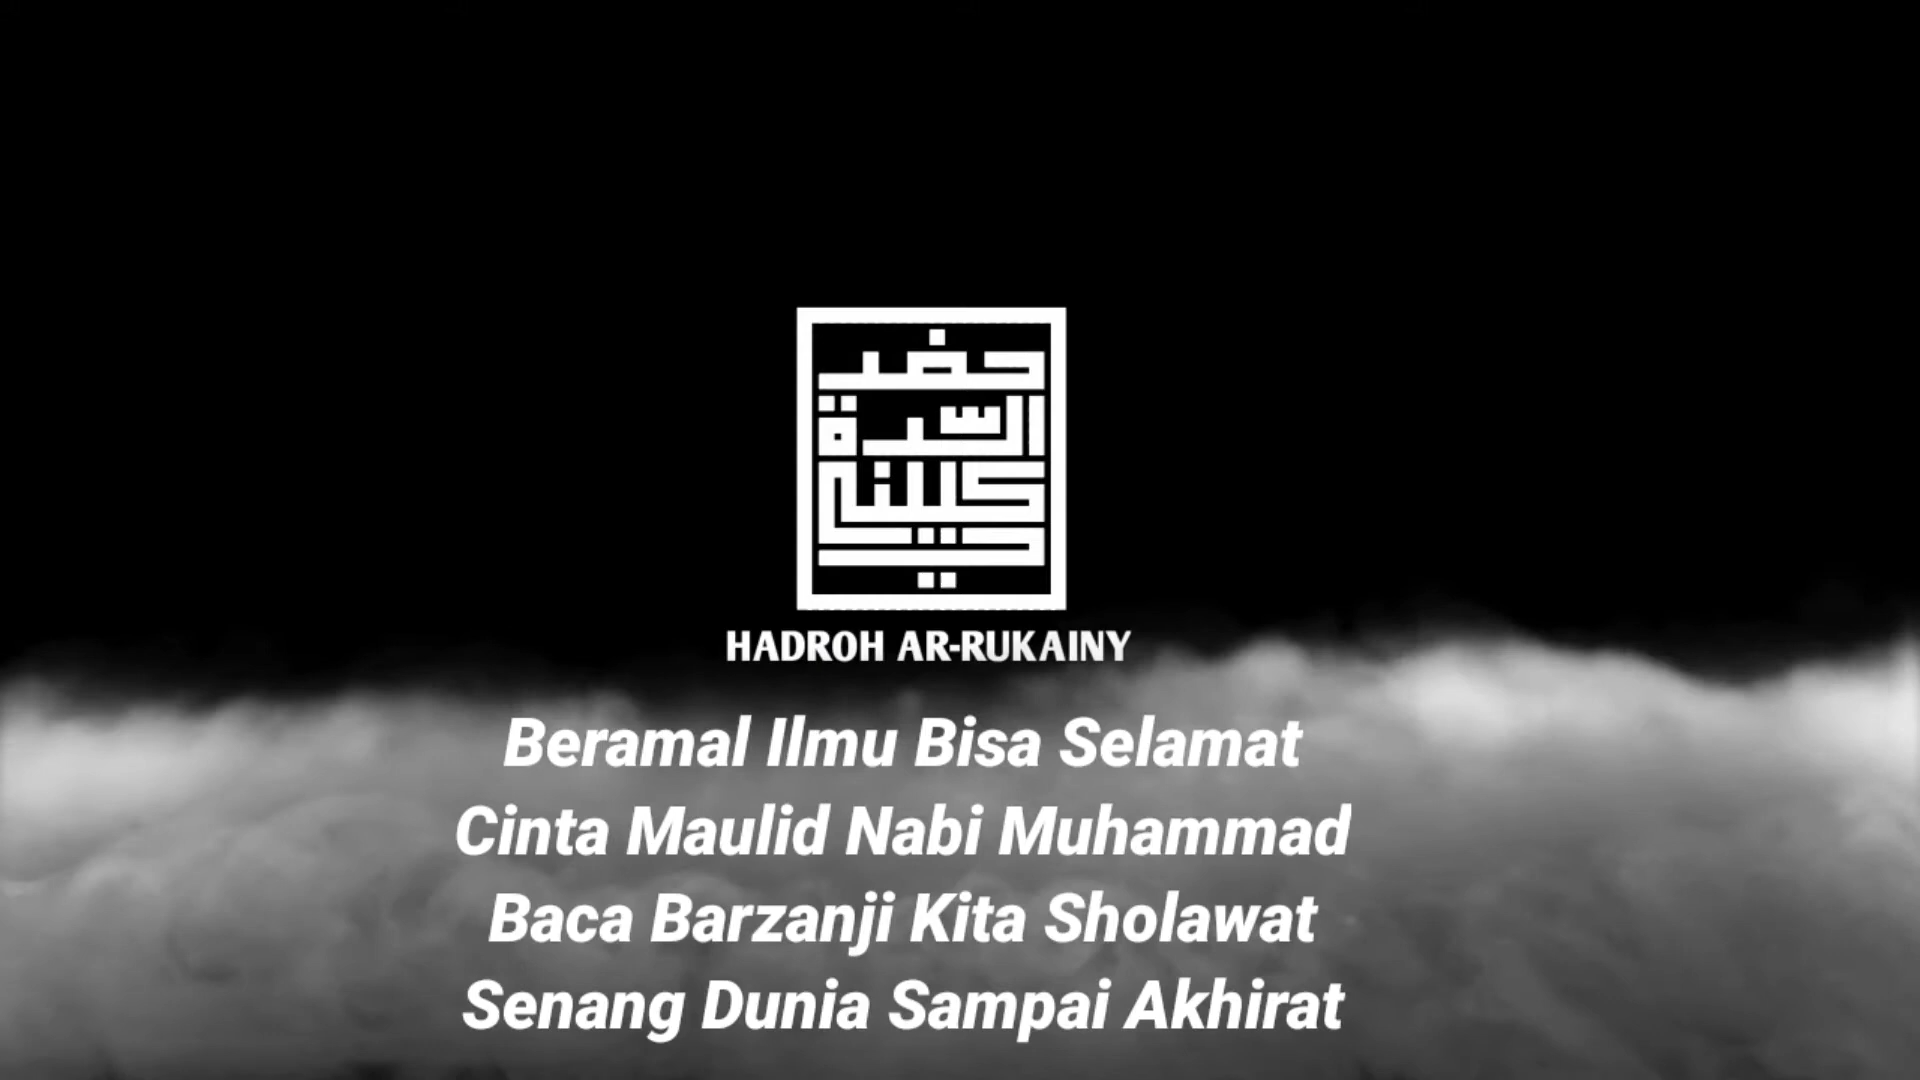 HADROH AR-RUKAINY
Beramal Ilmu Bisa Selamat
Cinta Maulid Nabi Muhammad
Baca Barzanji Kita Sholawat
Senang Dunia Sampai Akhirat